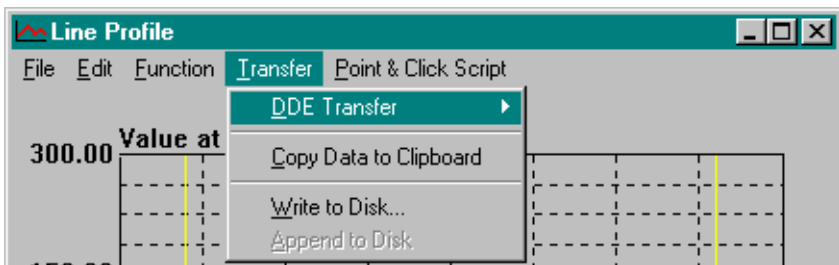 Line Profile
File Edit Function Transfer Point & Click Script
DDE Transfer
Value at
300.00
Copy Data to Clipboard
Write to Disk...
Append to Disk